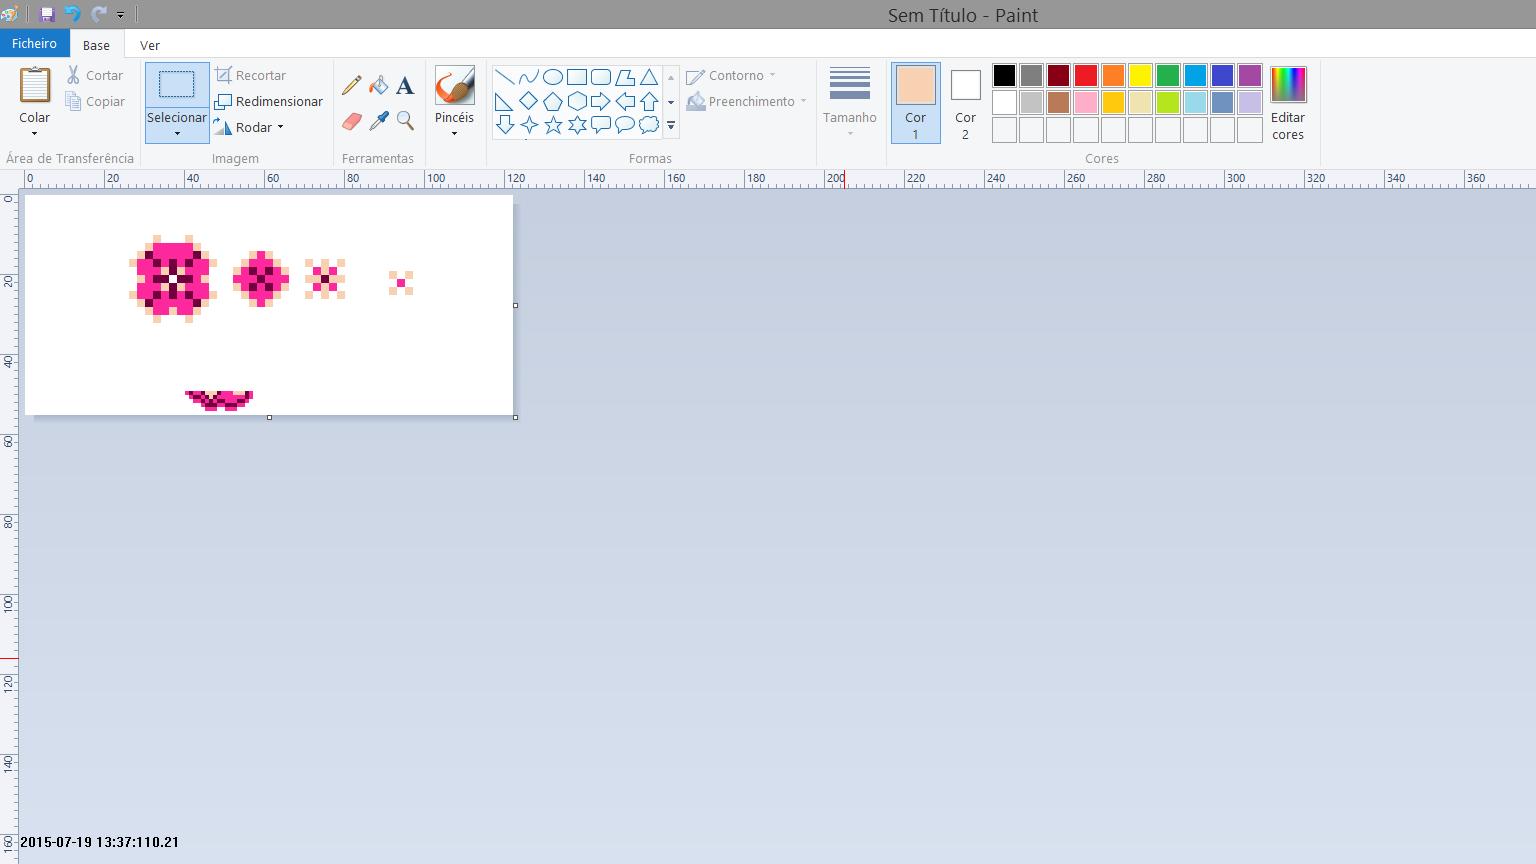 Sem Título - Paint
Ficheiro Base Ver
Colar
Cortar
Copiar
Área de Transferência
Selecionar
Recortar
Redimensionar
Rodar
Imagem
A
Ferramentas
Pincéis
Contorno
Preenchimento
Formas
Tamanho
Cor 1
Cor 2
Editar cores
Cores
0 20 40 60 80 100 120 140 160 180 200 220 240 260 280 300 320 340 360
0
20
40
60
80
100
120
140
160
2015-07-19 13:37:110.21